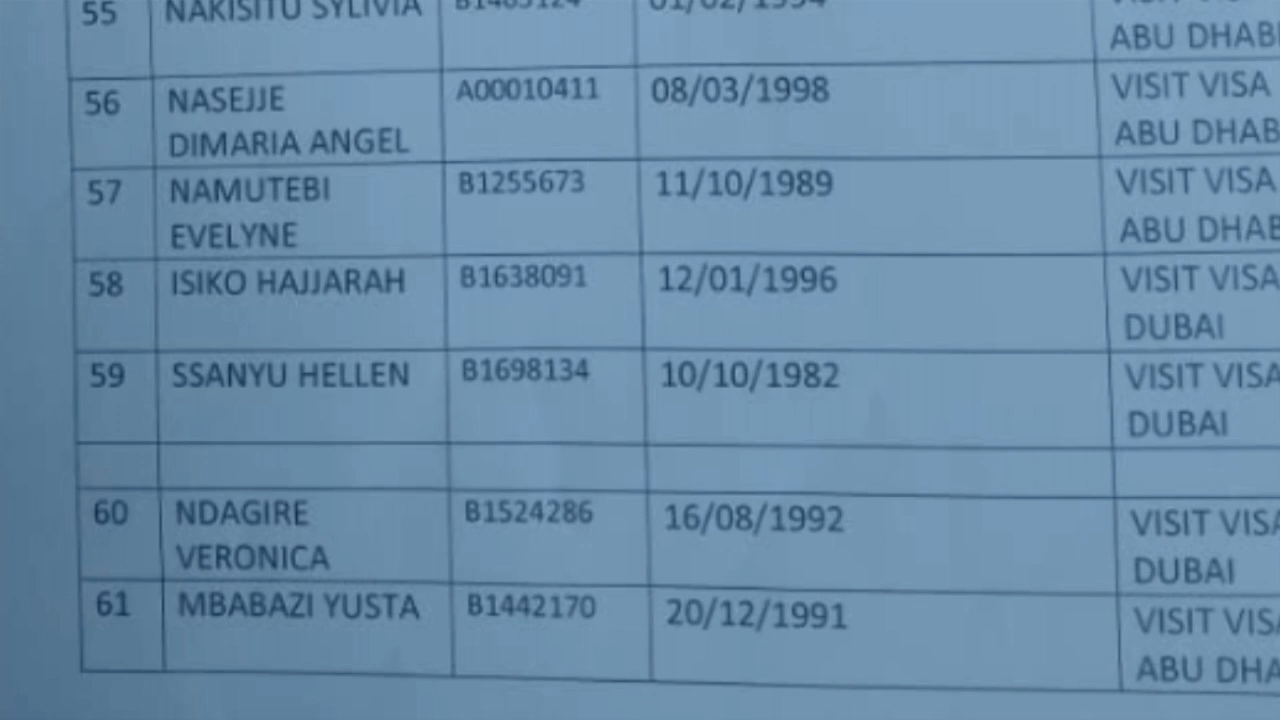 55 NAKISITU SYLIVIA
ABU DHABI
56 NASEJJE A00010411 08/03/1998 VISIT VISA
DIMARIA ANGEL ABU DHAB
57 NAMUTEBI B1255673 11/10/1989 VISIT VISA
EVELYNE ABU DHAB
58 ISIKO HAJJARAH B1638091 12/01/1996 VISIT VISA
DUBAI
59 SSANYU HELLEN B1698134 10/10/1982 VISIT VISA
DUBAI
60 NDAGIRE B1524286 16/08/1992 VISIT VISA
VERONICA DUBAI
61 MBABAZI YUSTA B1442170 20/12/1991 VISIT VISA
ABU DHA